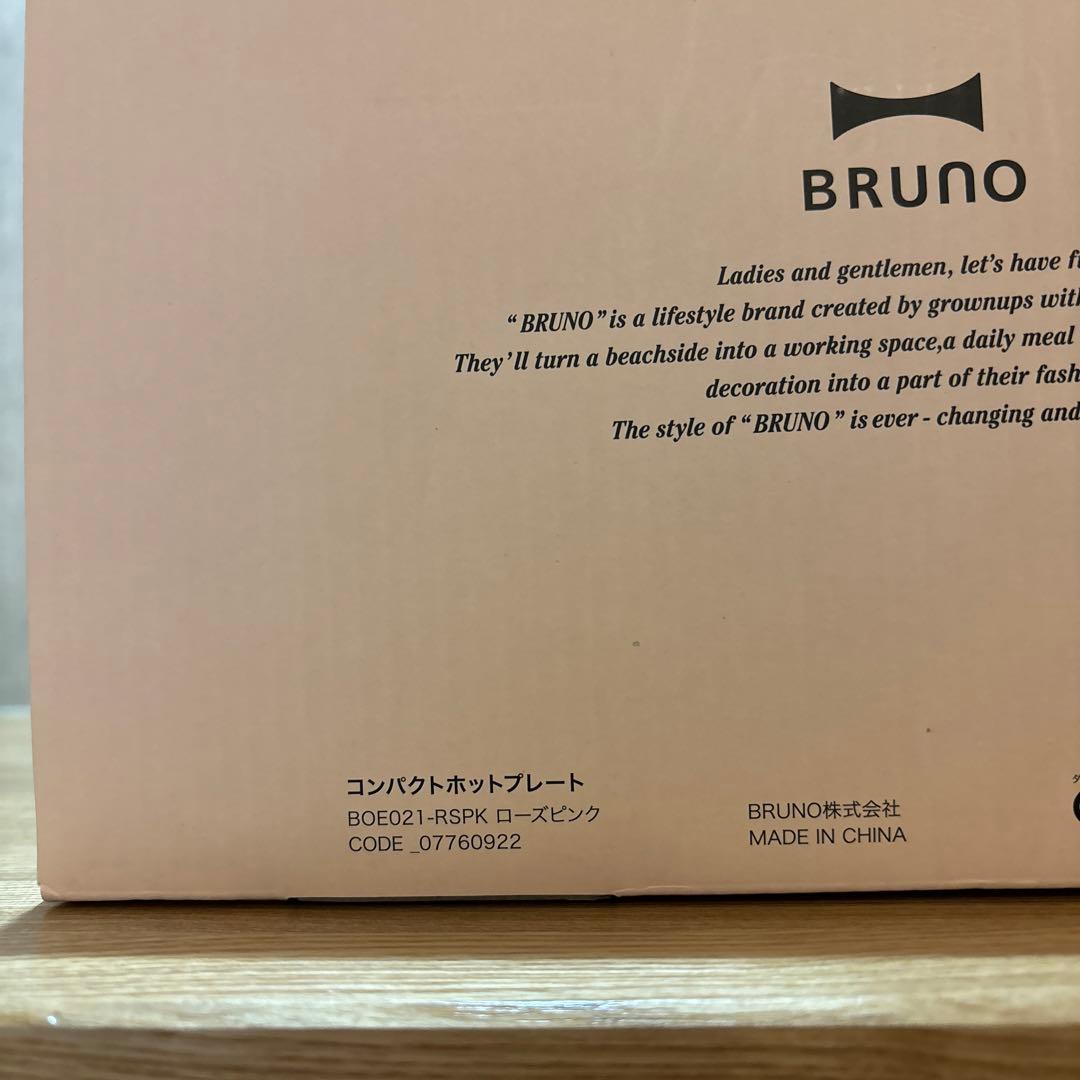 BRUNO
Ladies and gentlemen, let's have
“BRUNO” is a lifestyle brand created by grownups
They'll turn a beachside into a working space,a daily meal
decoration into a part of their
The style of “BRUNO” is ever - changing and
コンパクトホットプレート
BOE021-RSPK ローズピンク
CODE _07760922
BRUNO株式会社
MADE IN CHINA